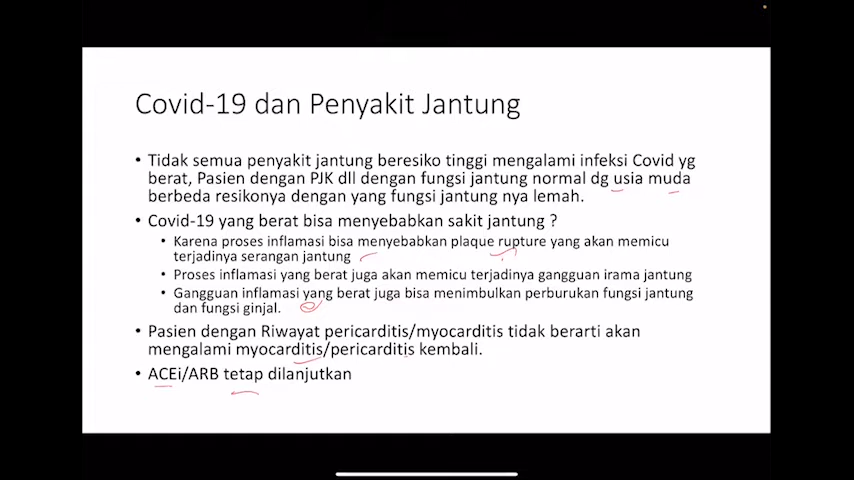 Covid-19 dan Penyakit Jantung
• Tidak semua penyakit jantung beresiko tinggi mengalami infeksi Covid yg
berat, Pasien dengan PJK dll dengan fungsi jantung normal dg usia muda
berbeda resikonya dengan yang fungsi jantung nya lemah.
• Covid-19 yang berat bisa menyebabkan sakit jantung ?
• Karena proses inflamasi bisa menyebabkan plaque rupture yang akan memicu
terjadinya serangan jantung
• Proses inflamasi yang berat juga akan memicu terjadinya gangguan irama jantung
• Gangguan inflamasi yang berat juga bisa menimbulkan perburukan fungsi jantung
dan fungsi ginjal.
• Pasien dengan Riwayat pericarditis/myocarditis tidak berarti akan
mengalami myocarditis/pericarditis kembali.
• ACEi/ARB tetap dilanjutkan